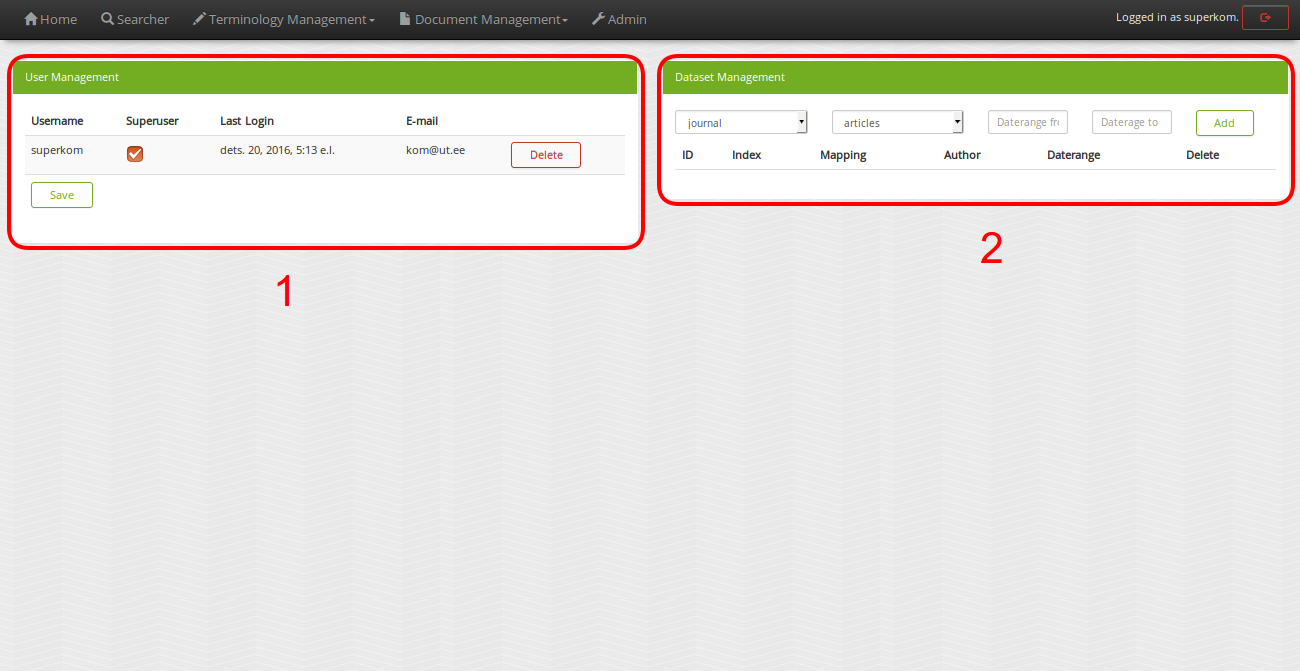 Home Searcher Terminology Management Document Management Admin Logged in as superkom.
User Management
Username Superuser Last Login E-mail
superkom dets. 20, 2016, 5:13 e.l. kom@ut.ee Delete
Save
1
Dataset Management
journal articles Daterange fr Daterage to Add
ID Index Mapping Author Daterange Delete
2